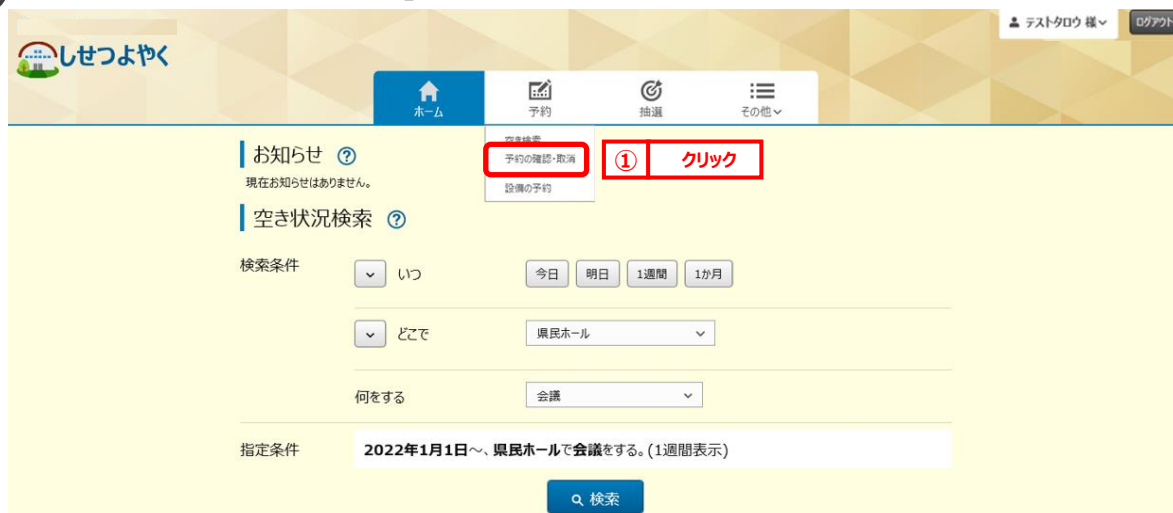 テストタロウ 様
ログアウト
しせつよやく
ホーム
予約
抽選
その他
空き検索
予約の確認・取消
① クリック
設備の予約
お知らせ ?
現在お知らせはありません。
空き状況検索 ?
検索条件
いつ
今日 明日 1週間 1か月
どこで
県民ホール
何をする
会議
指定条件
2022年1月1日～、県民ホールで会議をする。(1週間表示)
検索